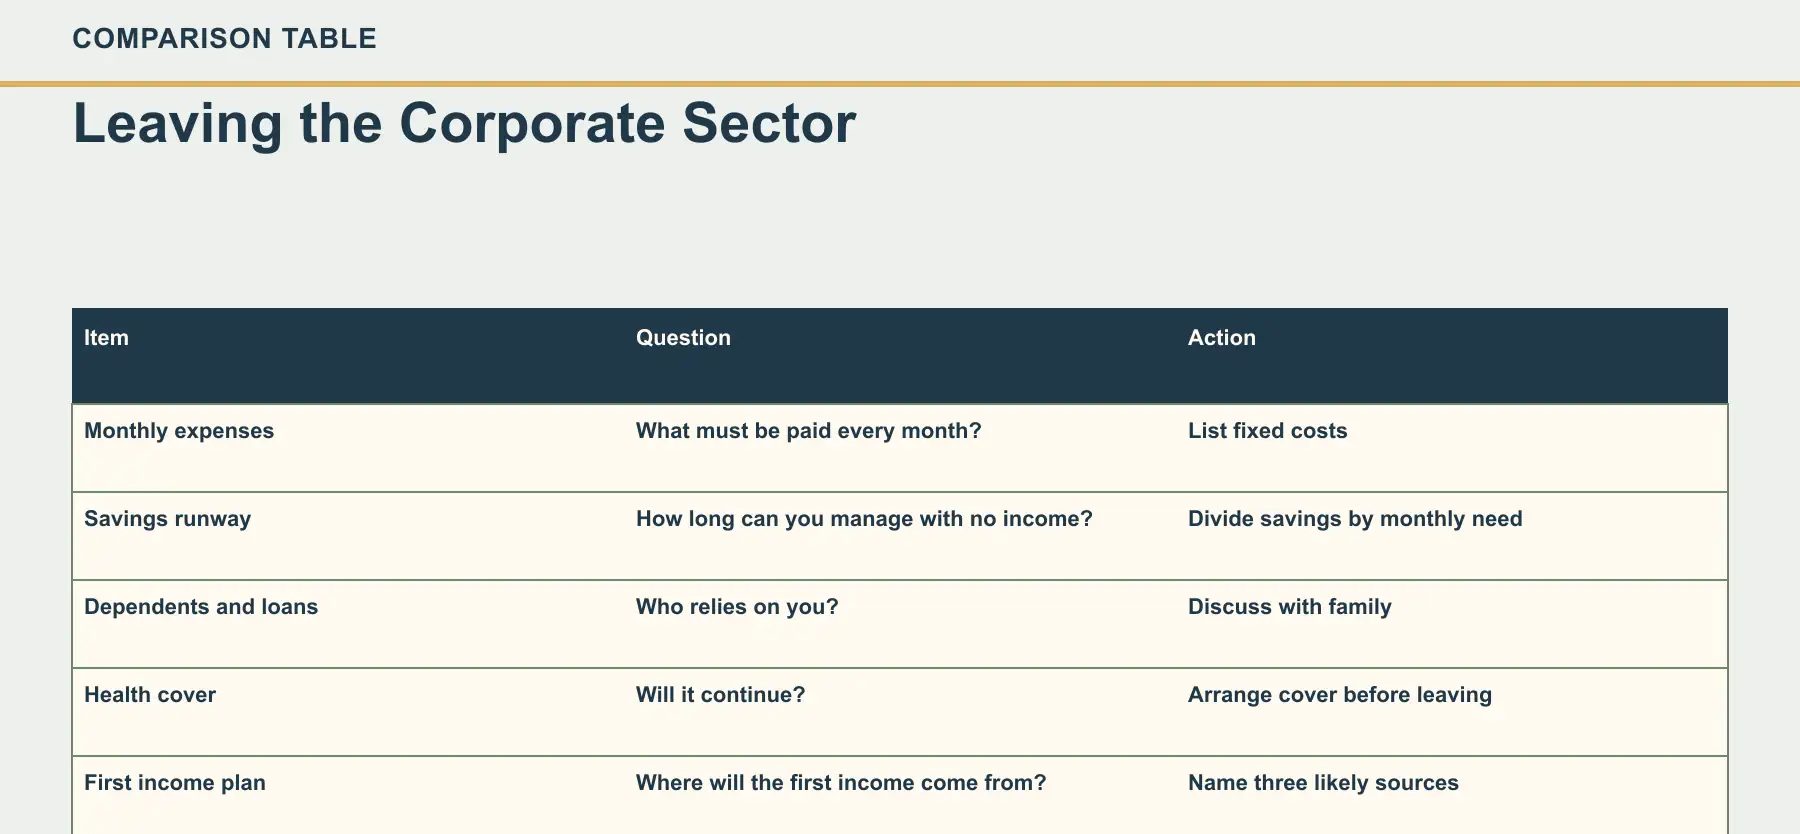 COMPARISON TABLE
Leaving the Corporate Sector
Item Question Action
Monthly expenses What must be paid every month? List fixed costs
Savings runway How long can you manage with no income? Divide savings by monthly need
Dependents and loans Who relies on you? Discuss with family
Health cover Will it continue? Arrange cover before leaving
First income plan Where will the first income come from? Name three likely sources